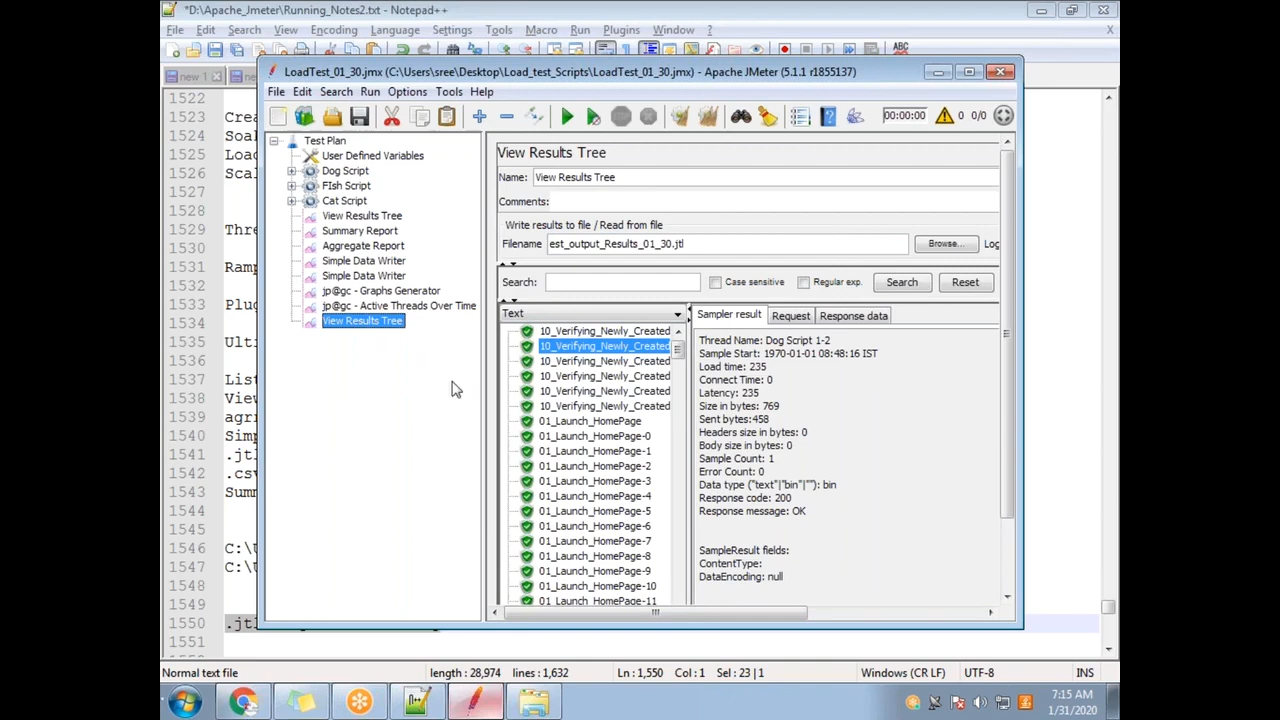 *D:\Apache_Jmeter\Running_Notes2.txt - Notepad++
File Edit Search View Encoding Language Settings Tools Macro Run Plugins Window ? X
new 1
LoadTest_01_30.jmx (C:\Users\sree\Desktop\Load_test_Scripts\LoadTest_01_30.jmx) - Apache JMeter (5.1.1 r1855137)
File Edit Search Run Options Tools Help
00:00:00 0 0/0
Test Plan
User Defined Variables
Dog Script
FIsh Script
Cat Script
View Results Tree
Summary Report
Aggregate Report
Simple Data Writer
Simple Data Writer
jp@gc - Graphs Generator
jp@gc - Active Threads Over Time
View Results Tree
View Results Tree
Name: View Results Tree
Comments:
Write results to file / Read from file
Filename est_output_Results_01_30.jtl Browse... Log
Search: Case sensitive Regular exp. Search Reset
Text
10_Verifying_Newly_Created
10_Verifying_Newly_Created
10_Verifying_Newly_Created
10_Verifying_Newly_Created
10_Verifying_Newly_Created
10_Verifying_Newly_Created
01_Launch_HomePage
01_Launch_HomePage-0
01_Launch_HomePage-1
01_Launch_HomePage-2
01_Launch_HomePage-3
01_Launch_HomePage-4
01_Launch_HomePage-5
01_Launch_HomePage-6
01_Launch_HomePage-7
01_Launch_HomePage-8
01_Launch_HomePage-9
01_Launch_HomePage-10
01_Launch_HomePage-11
Sampler result Request Response data
Thread Name: Dog Script 1-2
Sample Start: 1970-01-01 08:48:16 IST
Load time: 235
Connect Time: 0
Latency: 235
Size in bytes: 769
Sent bytes:458
Headers size in bytes: 0
Body size in bytes: 0
Sample Count: 1
Error Count: 0
Data type ("text"|"bin"|""): bin
Response code: 200
Response message: OK
SampleResult fields:
ContentType:
DataEncoding: null
1522
1523 Crea
1524 Soal
1525 Load
1526 Scal
1527
1528
1529 Thre
1530
1531 Ramp
1532
1533 Plug
1534
1535 Ulti
1536
1537 List
1538 View
1539 agrr
1540 Simp
1541 .jtl
1542 .csv
1543 Summ
1544
1545
1546 C:\U
1547 C:\U
1548
1549
1550 .jtl
1551
Normal text file length : 28,974 lines : 1,632 Ln : 1,550 Col : 1 Sel : 23 | 1 Windows (CR LF) UTF-8 INS
7:15 AM
1/31/2020